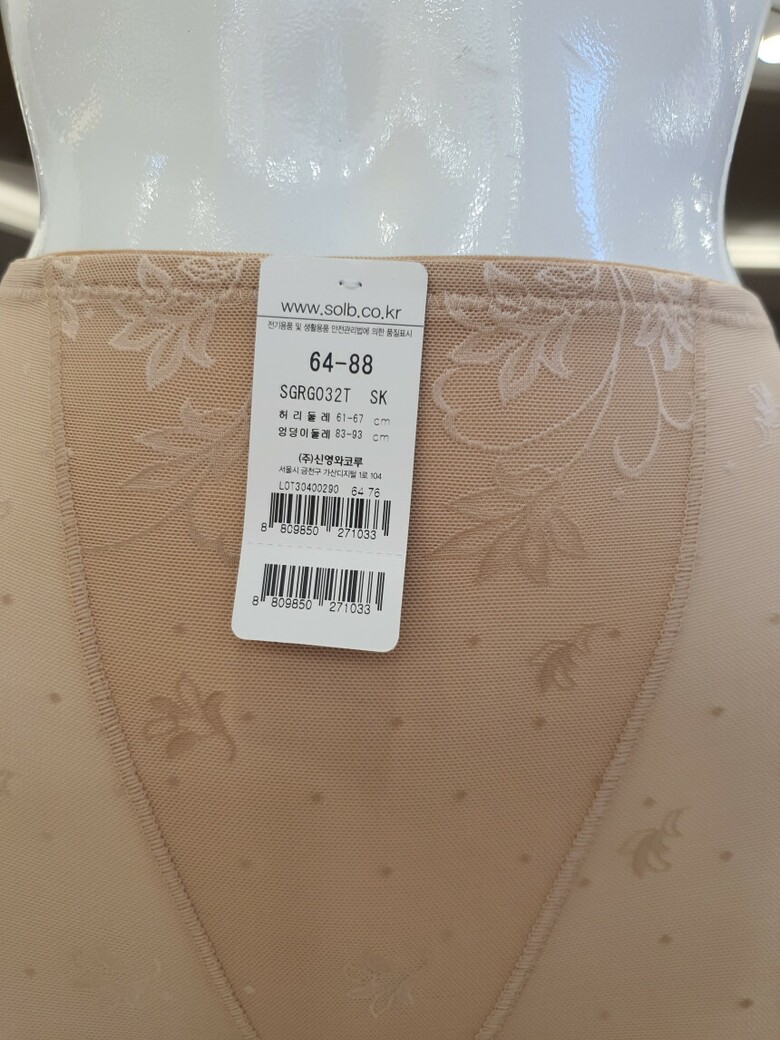 www.solb.co.kr
전기용품 및 생활용품 안전관리법에 의한 품질표시
64-88
SGRG032T SK
허리둘레 61-67 cm
엉덩이둘레 83-93 cm
(주)신영와코루
서울시 금천구 가산디지털 1로 104
LOT30400290 64 76
8 809850 271033
8 809850 271033